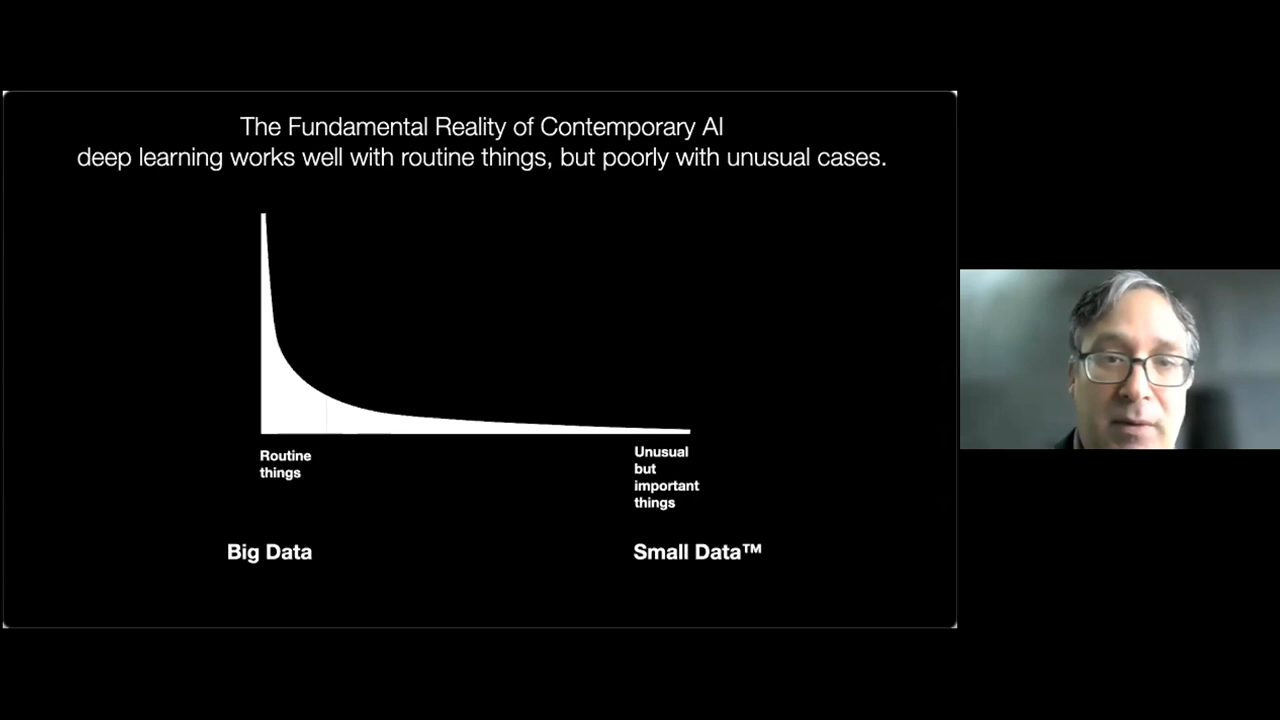 The Fundamental Reality of Contemporary AI
deep learning works well with routine things, but poorly with unusual cases.
Routine
things
Unusual
but
important
things
Big Data
Small Data™